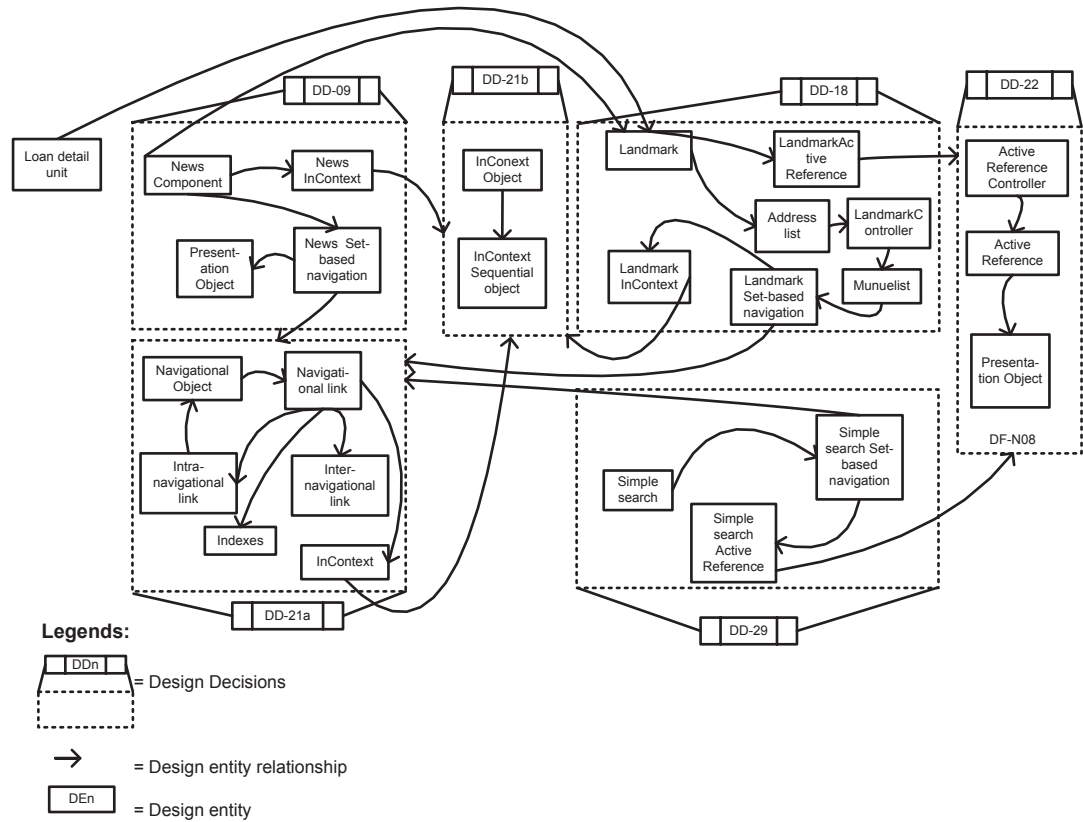 DD-09
DD-21b
DD-18
DD-22
Loan detail
unit
News
Component
News
InContext
News Set-
based
navigation
Present-
ation
Object
InConext
Object
InContext
Sequential
object
Landmark
LandmarkAc
tive
Reference
Address
list
LandmarkC
ontroller
Landmark
InContext
Landmark
Set-based
navigation
Munuelist
Active
Reference
Controller
Active
Reference
Presenta-
tion Object
DF-N08
Navigational
Object
Navigati-
onal link
Intra-
navigational
link
Inter-
navigational
link
Indexes
InContext
DD-21a
Simple
search
Simple
search Set-
based
navigation
Simple
search
Active
Reference
DD-29
Legends:
DDn
= Design Decisions
= Design entity relationship
DEn
= Design entity